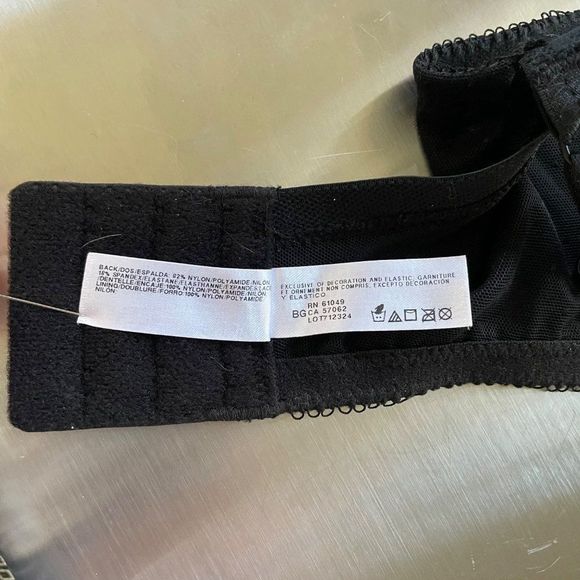 BACK/DOS/ESPALDA: 82% NYLON/POLYAMIDE-NILON
18% SPANDEX/ELASTANE/ELASTHANNE/EXPANDEX LACE
/DENTELLE/ENCAJE:100% NYLON/POLYAMIDE/NILON
LINING/DOUBLURE/FORRO:100% NYLON/POLYAMIDE/
NILON:
EXCLUSIVE OF DECORATION AND ELASTIC, GARNITURE
ET ORNEMENT NON COMPRIS, EXCEPTO DECORACIÓN
Y ELASTICO
RN 61049
BG CA 57062
LOT712324